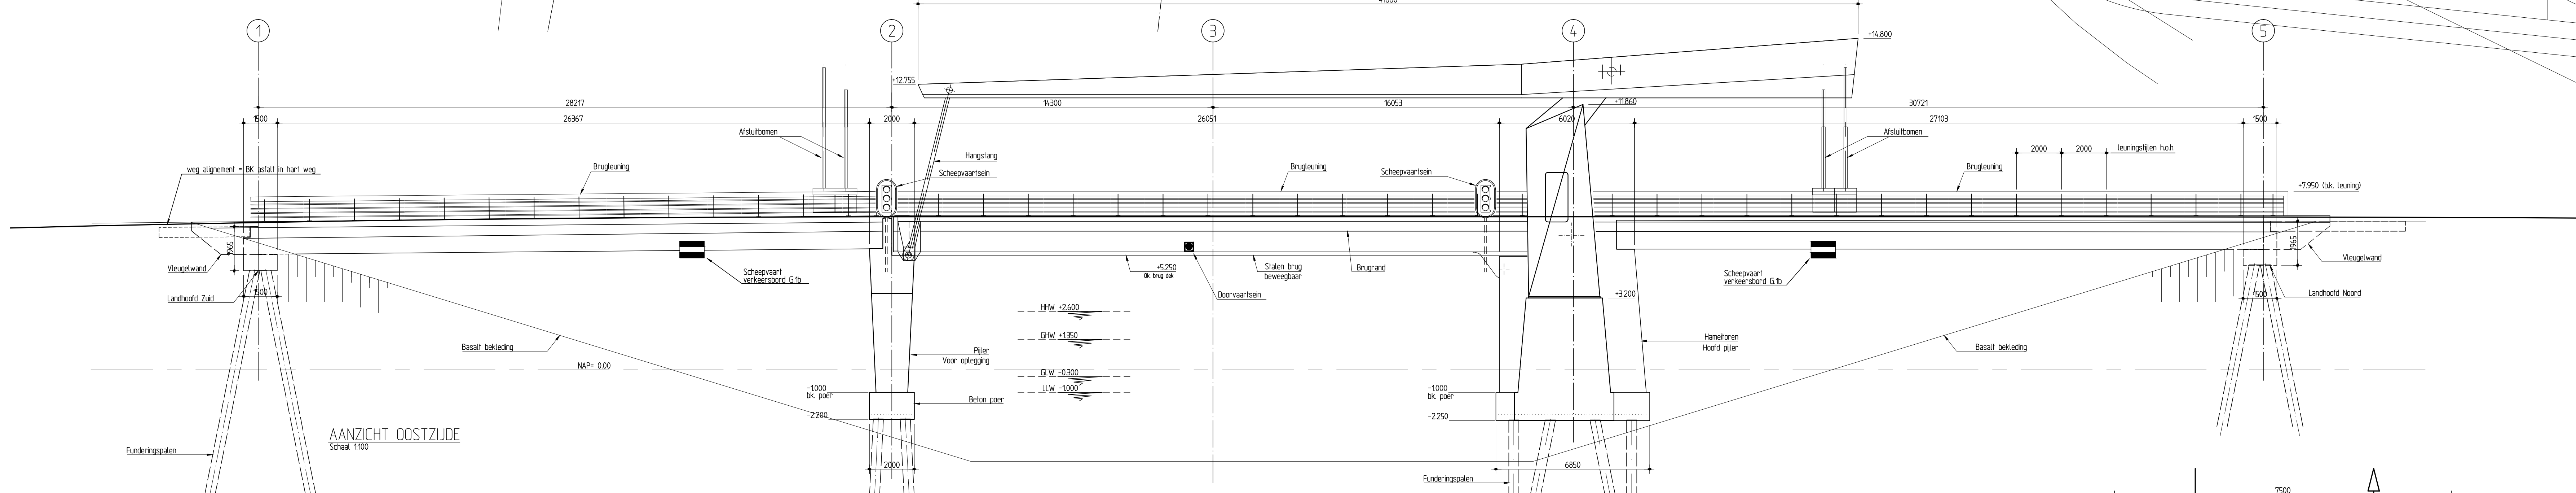 41600
1
2
3
4
5
+14.800
+12.755
28217
14300
16053
+11.860
30721
1500
26367
2000
26051
6020
27103
1500
Afsluitbomen
Afsluitbomen
Hangstang
2000
2000
leuningstijlen h.o.h.
weg alignement = BK asfalt in hart weg
Brugleuning
Scheepvaartsein
Brugleuning
Scheepvaartsein
Brugleuning
+7.950 (b.k. leuning)
1965
1965
Vleugelwand
Scheepvaart
verkeersbord G.1b
+5.250
Ok brug dek
Stalen brug
beweegbaar
Brugrand
Scheepvaart
verkeersbord G.1b
Vleugelwand
Landhoofd Zuid
1500
Doorvaartsein
+3.200
1500
Landhoofd Noord
HHW +2.600
GHW +1.350
Hameitoren
Hoofd pijler
Basalt bekleding
Pijler
Voor oplegging
Basalt bekleding
NAP= 0.00
GLW -0.300
LLW -1.000
-1.000
bk. poer
Beton poer
-1.000
bk. poer
-2.200
-2.250
AANZICHT OOSTZIJDE
Schaal 1:100
Funderingspalen
2000
6850
Funderingspalen
7500